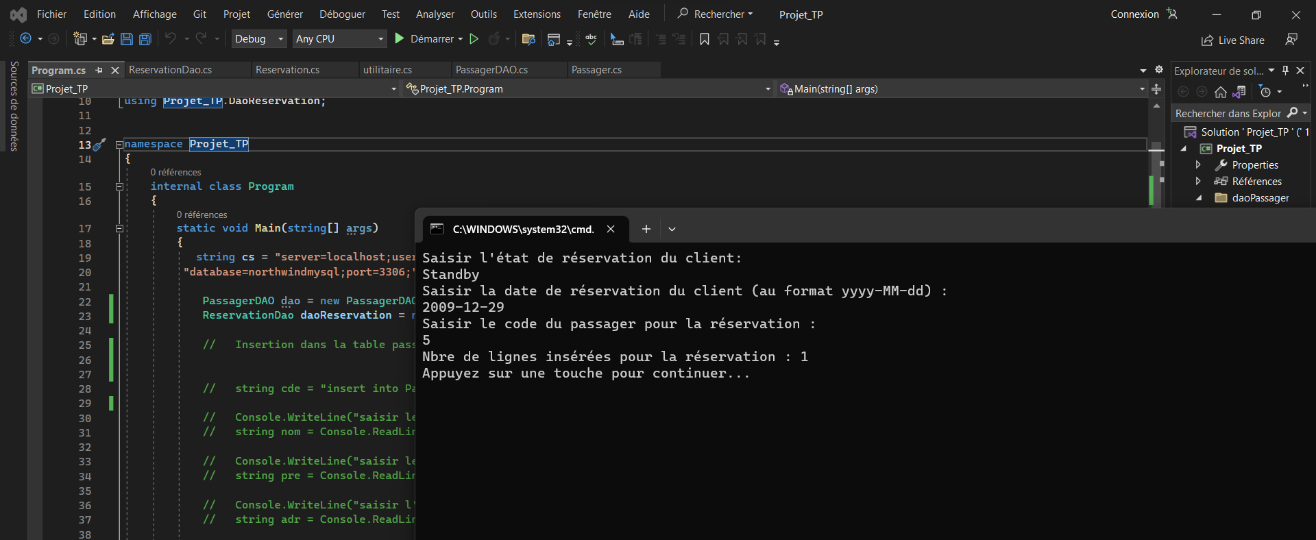 Fichier Edition Affichage Git Projet Générer Déboguer Test Analyser Outils Extensions Fenêtre Aide Rechercher Projet_TP Connexion
Debug Any CPU Démarrer Live Share
Sources de données
Program.cs ReservationDao.cs Reservation.cs utilitaire.cs PassagerDAO.cs Passager.cs
Projet_TP Projet_TP.Program Main(string[] args)
10 using Projet_TP.DaoReservation;
11
12
13 namespace Projet_TP
14 {
0 références
15 internal class Program
16 {
0 références
17 static void Main(string[] args)
18 {
19 string cs = "server=localhost;user
20 "database=northwindmysql;port=3306;"
21
22 PassagerDAO dao = new PassagerDAO
23 ReservationDao daoReservation = n
24
25 // Insertion dans la table pass
26
27
28 // string cde = "insert into Pa
29
30 // Console.WriteLine("saisir le
31 // string nom = Console.ReadLin
32
33 // Console.WriteLine("saisir le
34 // string pre = Console.ReadLin
35
36 // Console.WriteLine("saisir l'
37 // string adr = Console.ReadLin
38
C:\WINDOWS\system32\cmd.
Saisir l'état de réservation du client:
Standby
Saisir la date de réservation du client (au format yyyy-MM-dd) :
2009-12-29
Saisir le code du passager pour la réservation :
5
Nbre de lignes insérées pour la réservation : 1
Appuyez sur une touche pour continuer...
Explorateur de sol...
Rechercher dans Explor
Solution ' Projet_TP ' (' 1
Projet_TP
Properties
Références
daoPassager